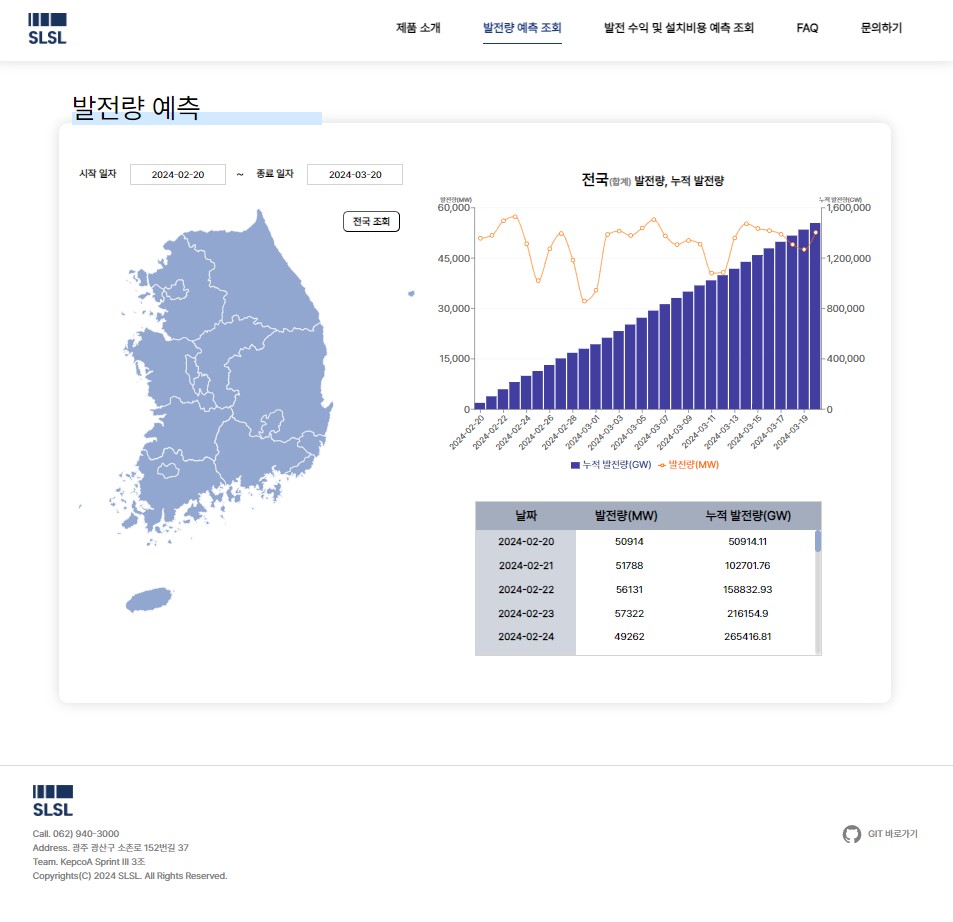 SLSL
제품 소개
발전량 예측 조회
발전 수익 및 설치비용 예측 조회
FAQ
문의하기
발전량 예측
시작 일자 2024-02-20 ~ 종료 일자 2024-03-20
전국 조회
전국(합계) 발전량, 누적 발전량
발전량(MW)
누적 발전량(GW)
60,000
45,000
30,000
15,000
0
1,600,000
1,200,000
800,000
400,000
0
2024-02-20
2024-02-22
2024-02-24
2024-02-26
2024-02-28
2024-03-01
2024-03-03
2024-03-05
2024-03-07
2024-03-09
2024-03-11
2024-03-13
2024-03-15
2024-03-17
2024-03-19
누적 발전량(GW) 발전량(MW)
날짜 발전량(MW) 누적 발전량(GW)
2024-02-20 50914 50914.11
2024-02-21 51788 102701.76
2024-02-22 56131 158832.93
2024-02-23 57322 216154.9
2024-02-24 49262 265416.81
SLSL
Call. 062) 940-3000
Address. 광주 광산구 소촌로 152번길 37
Team. KepcoA Sprint III 3조
Copyrights(C) 2024 SLSL. All Rights Reserved.
GIT 바로가기